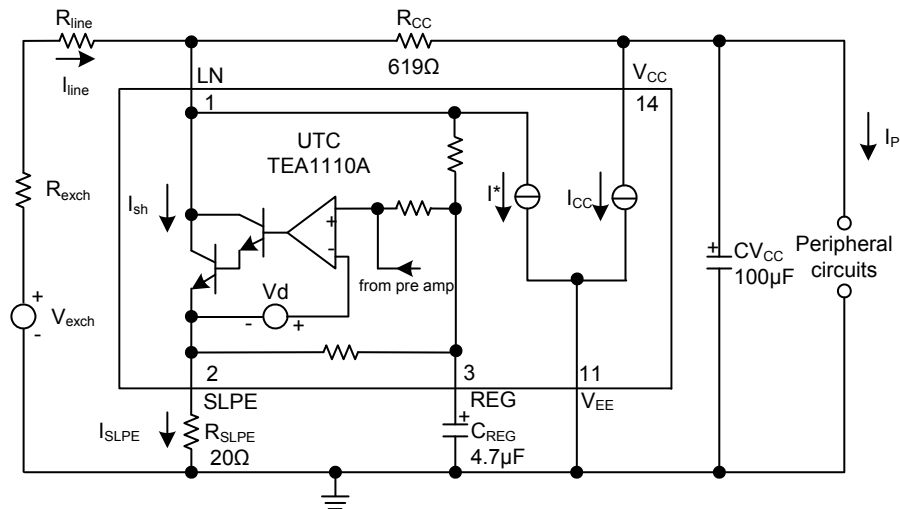 Rline
RCC
619Ω
Iline
LN
VCC
1
14
UTC
TEA1110A
IP
Rexch
Ish
I*
ICC
+
-
+
Peripheral
circuits
CVCC
100µF
from pre amp
Vd
-
+
+
-
Vexch
2
3
11
SLPE
REG
VEE
ISLPE
RSLPE
20Ω
+
CREG
4.7µF